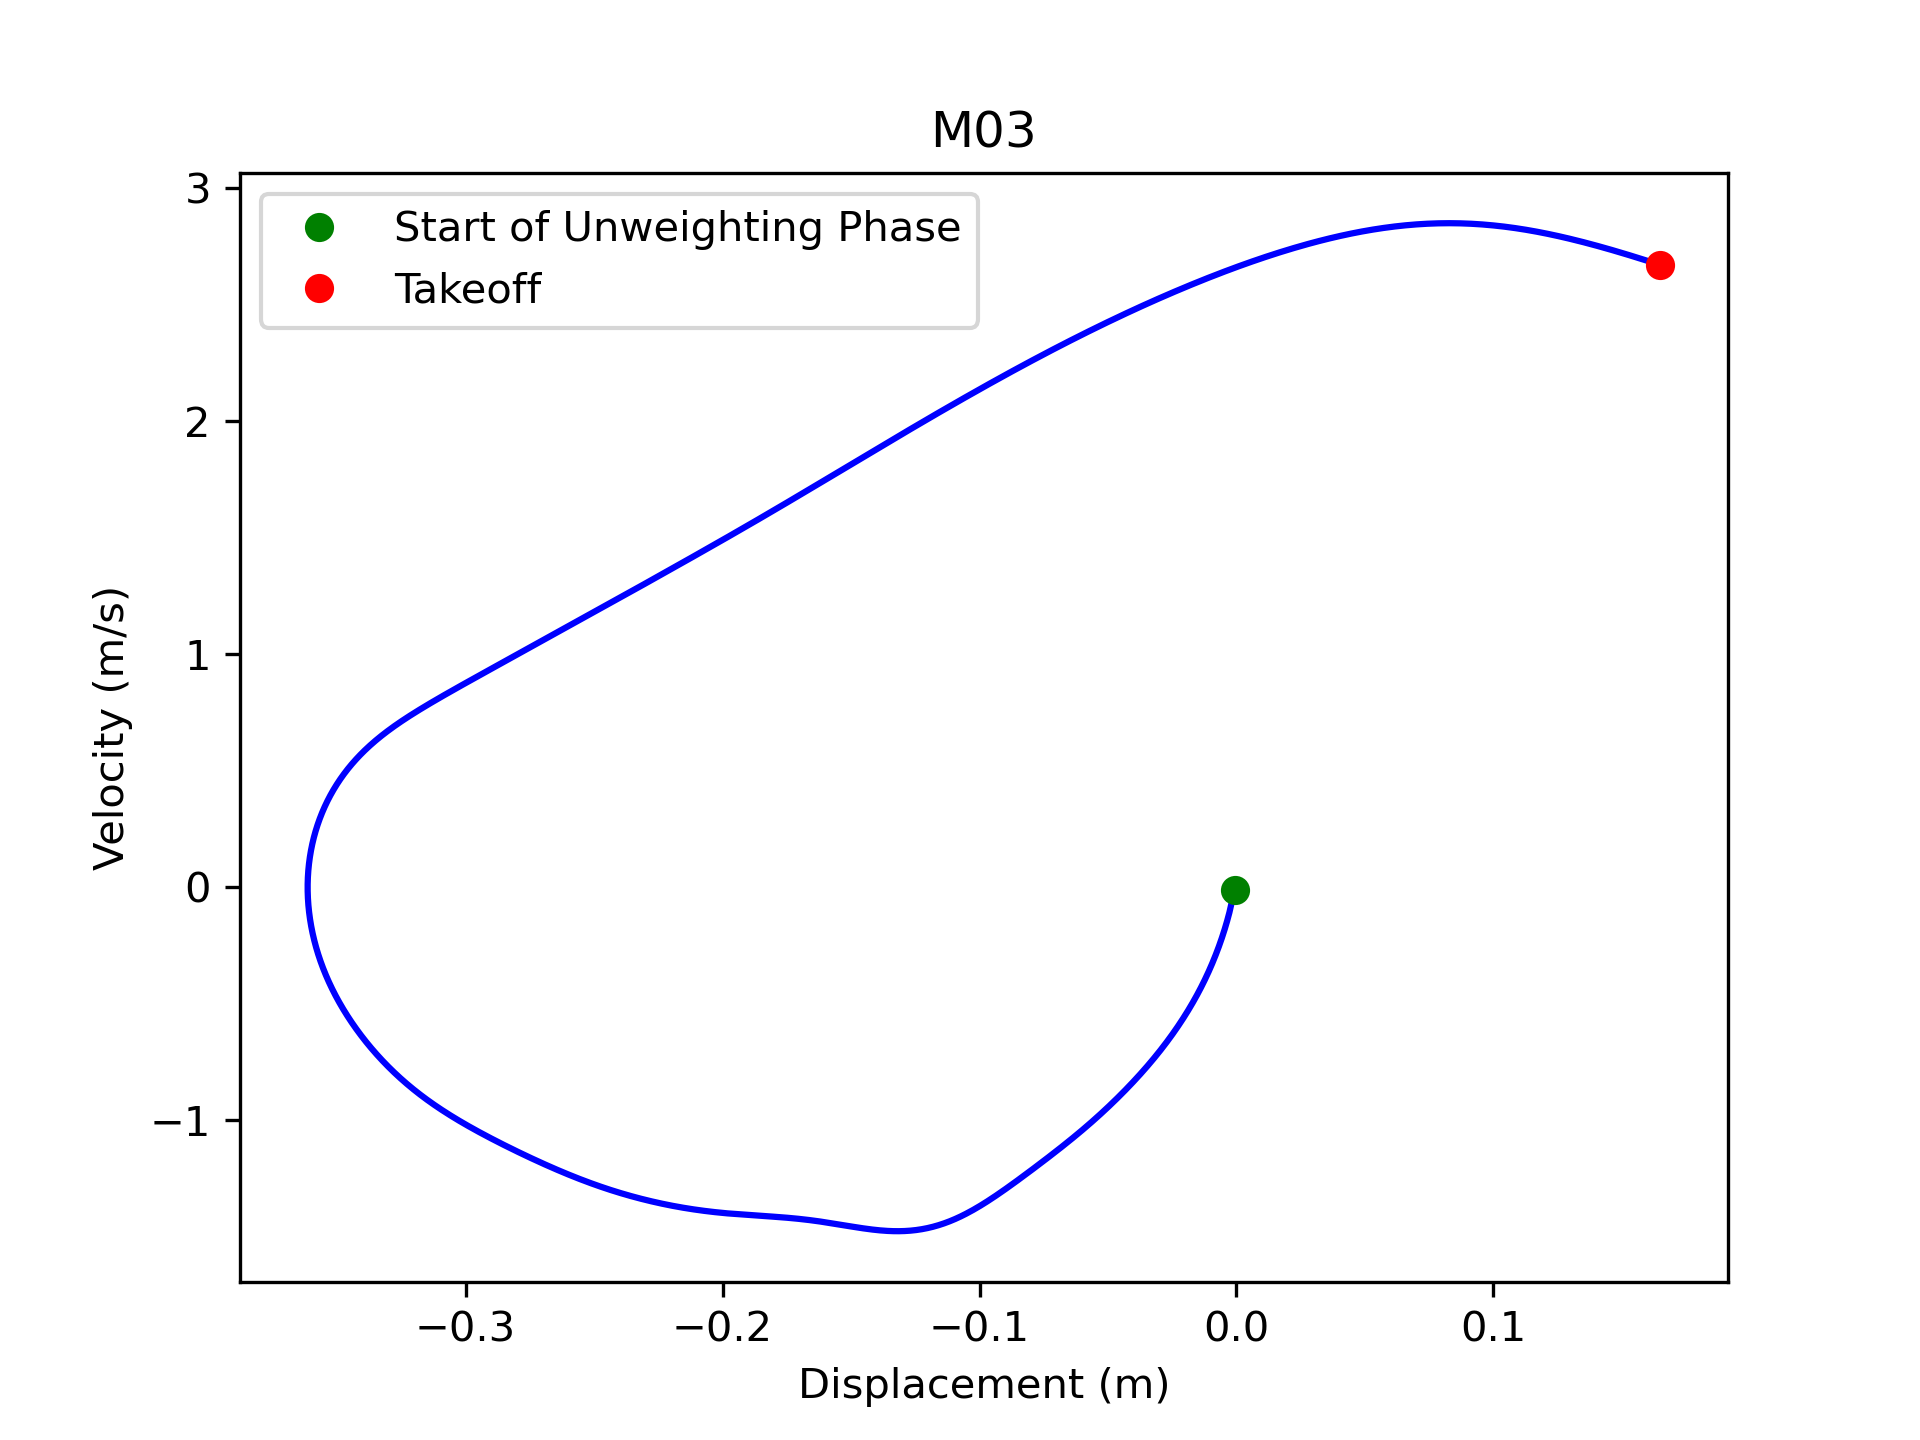 M03
Start of Unweighting Phase
Takeoff
3
2
1
0
−1
Velocity (m/s)
−0.3 −0.2 −0.1 0.0 0.1
Displacement (m)